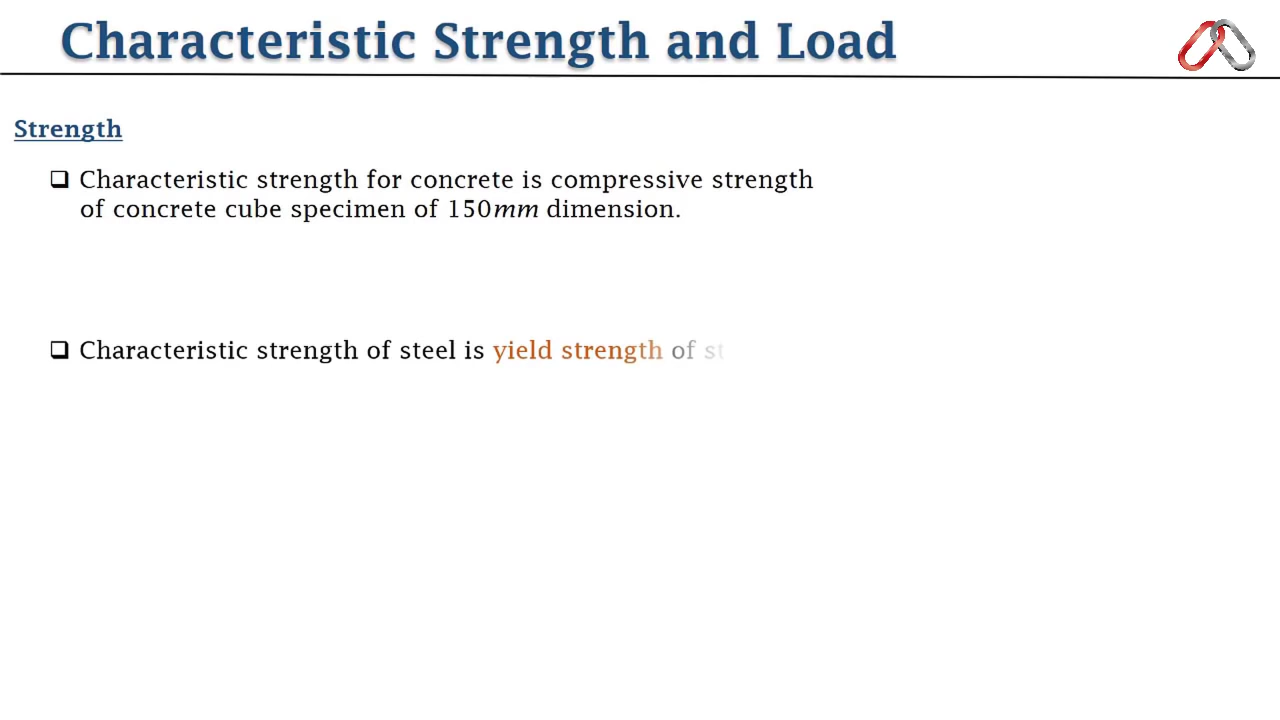 Characteristic Strength and Load
Strength
❑ Characteristic strength for concrete is compressive strength
of concrete cube specimen of 150mm dimension.
❑ Characteristic strength of steel is yield strength of